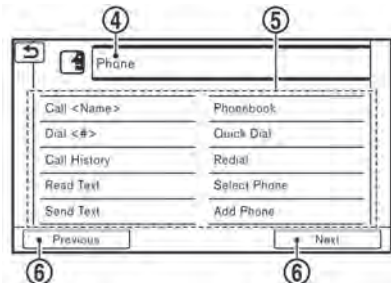 ④ ⑤
Phone
Call <Name> Phonebook
Dial <#> Quick Dial
Call History Redial
Read Text Select Phone
Send Text Add Phone
Previous Next
⑥ ⑥